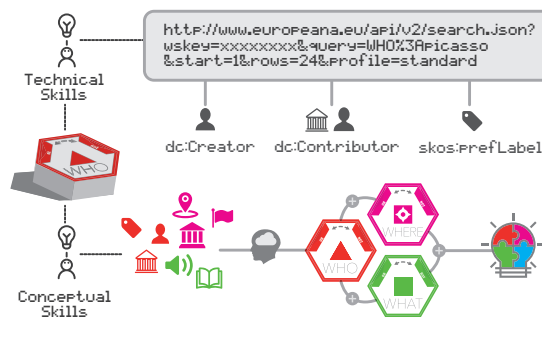 http://www.europeana.eu/api/v2/search.json?
wskey=xxxxxxxx&query=WHO%3Apicasso
&start=1&rows=24&profile=standard
Technical
Skills
dc:Creator
dc:Contributor
skos:prefLabel
WHO
WHERE
WHO
WHAT
Conceptual
Skills